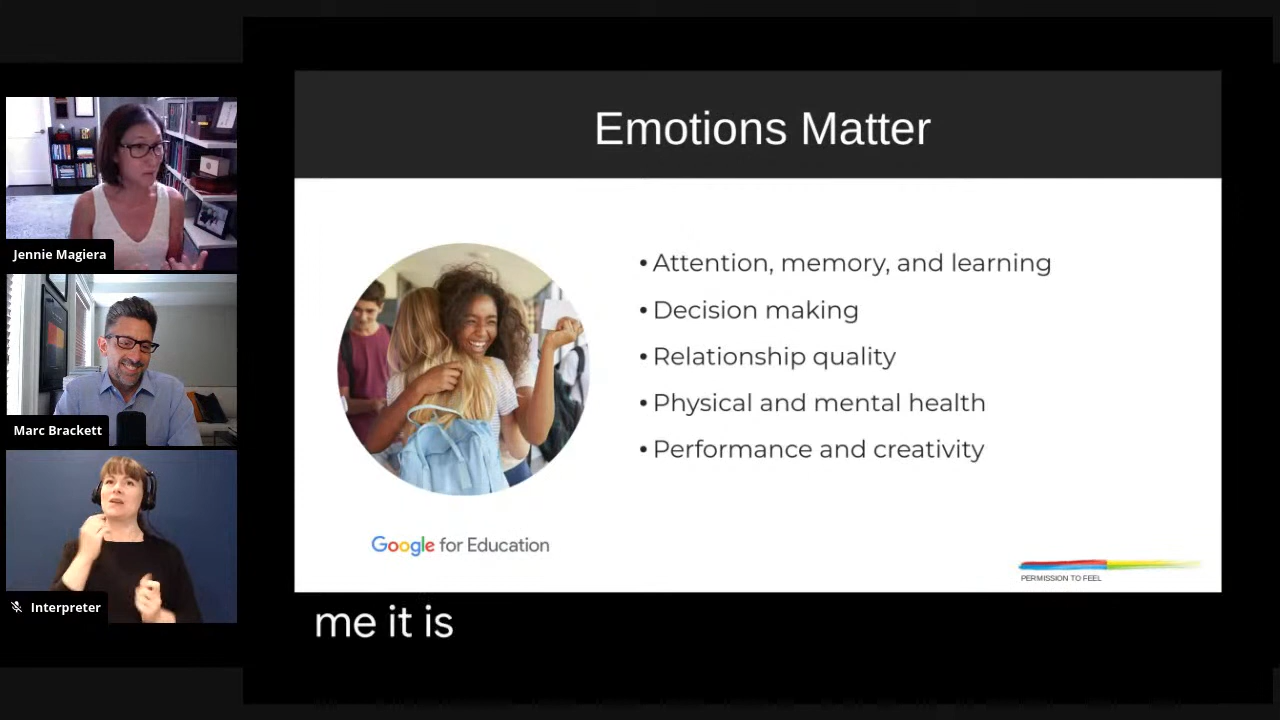 Emotions Matter
Jennie Magiera
Marc Brackett
Interpreter
• Attention, memory, and learning
• Decision making
• Relationship quality
• Physical and mental health
• Performance and creativity
Google for Education
PERMISSION TO FEEL
me it is